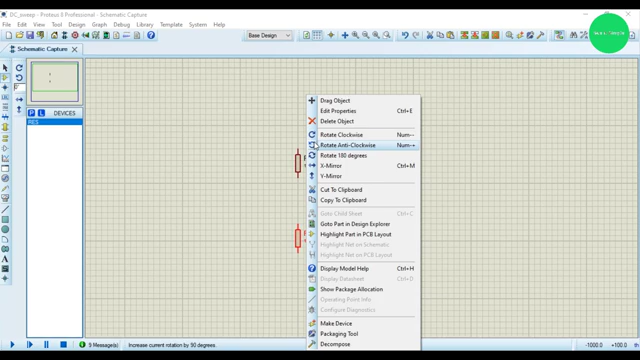 DC_sweep - Proteus 8 Professional - Schematic Capture
File Edit View Tool Design Graph Debug Library Template System Help
Base Design
Schematic Capture
P L DEVICES
RES
Drag Object
Edit Properties Ctrl+E
Delete Object
Rotate Clockwise Num--
Rotate Anti-Clockwise Num-+
Rotate 180 degrees
X-Mirror Ctrl+M
Y-Mirror
Cut To Clipboard
Copy To Clipboard
Goto Child Sheet Ctrl+C
Goto Part in Design Explorer
Highlight Part in PCB Layout
Highlight Net on Schematic
Highlight Net on PCB Layout
Display Model Help Ctrl+H
Display Datasheet Ctrl+D
Show Package Allocation
Operating Point Info
Configure Diagnostics
Make Device
Packaging Tool
Decompose
9 Message(s) Increase current rotation by 90 degrees. -1000.0 +100.0